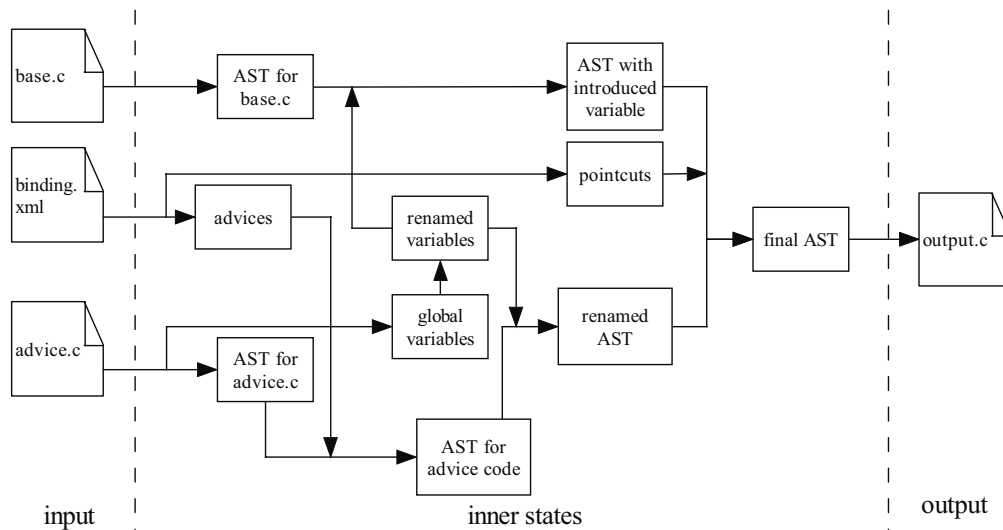 base.c
AST for
base.c
AST with
introduced
variable
binding.
xml
pointcuts
advices
renamed
variables
final AST
output.c
global
variables
renamed
AST
advice.c
AST for
advice.c
AST for
advice code
input
inner states
output